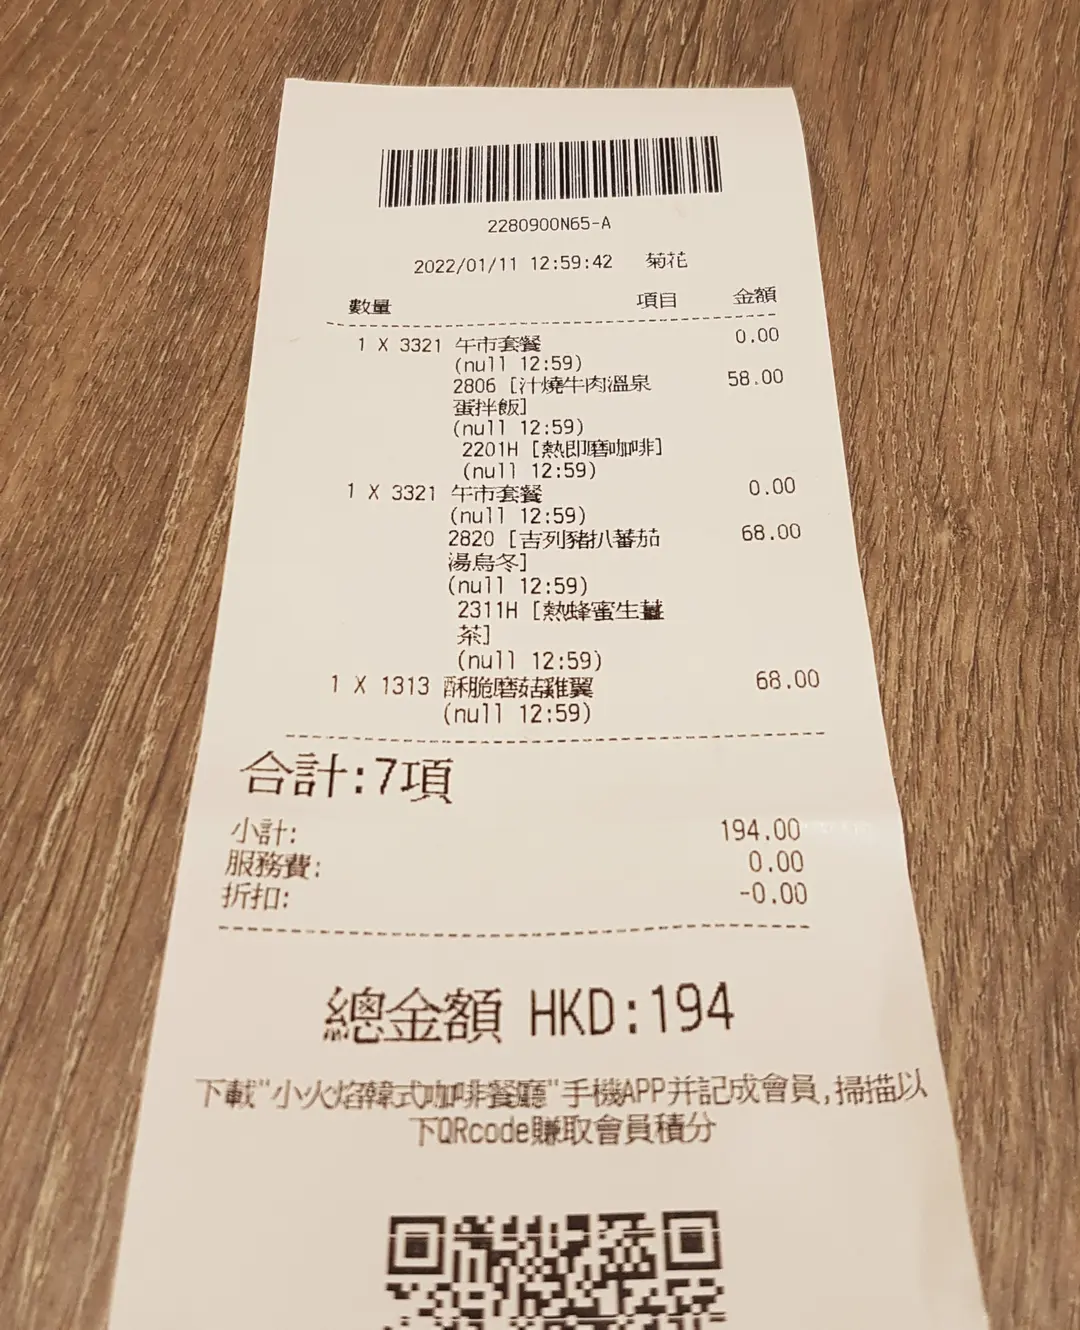 2280900N65-A
2022/01/11 12:59:42 菊花
數量 項目 金額
1 X 3321 午市套餐 0.00
(null 12:59)
2806 [汁燒牛肉溫泉 58.00
蛋拌飯]
(null 12:59)
2201H [熱即磨咖啡]
(null 12:59)
1 X 3321 午市套餐 0.00
(null 12:59)
2820 [吉列豬扒蕃茄 68.00
湯烏冬]
(null 12:59)
2311H [熱蜂蜜生薑
茶]
(null 12:59)
1 X 1313 酥脆磨菇雞翼 68.00
(null 12:59)
合計:7項
小計: 194.00
服務費: 0.00
折扣: -0.00
總金額 HKD:194
下載"小火焰韓式咖啡餐廳"手機APP并記成會員,掃描以
下QRcode賺取會員積分